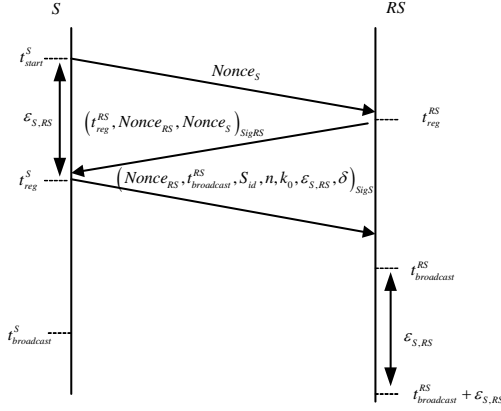 S RS
t^S_start
Nonce_S
ε_S,RS
(t^RS_reg, Nonce_RS, Nonce_S)_SigRS
t^RS_reg
t^S_reg
(Nonce_RS, t^RS_broadcast, S_id, n, k_0, ε_S,RS, δ)_SigS
t^RS_broadcast
t^S_broadcast
ε_S,RS
t^RS_broadcast + ε_S,RS